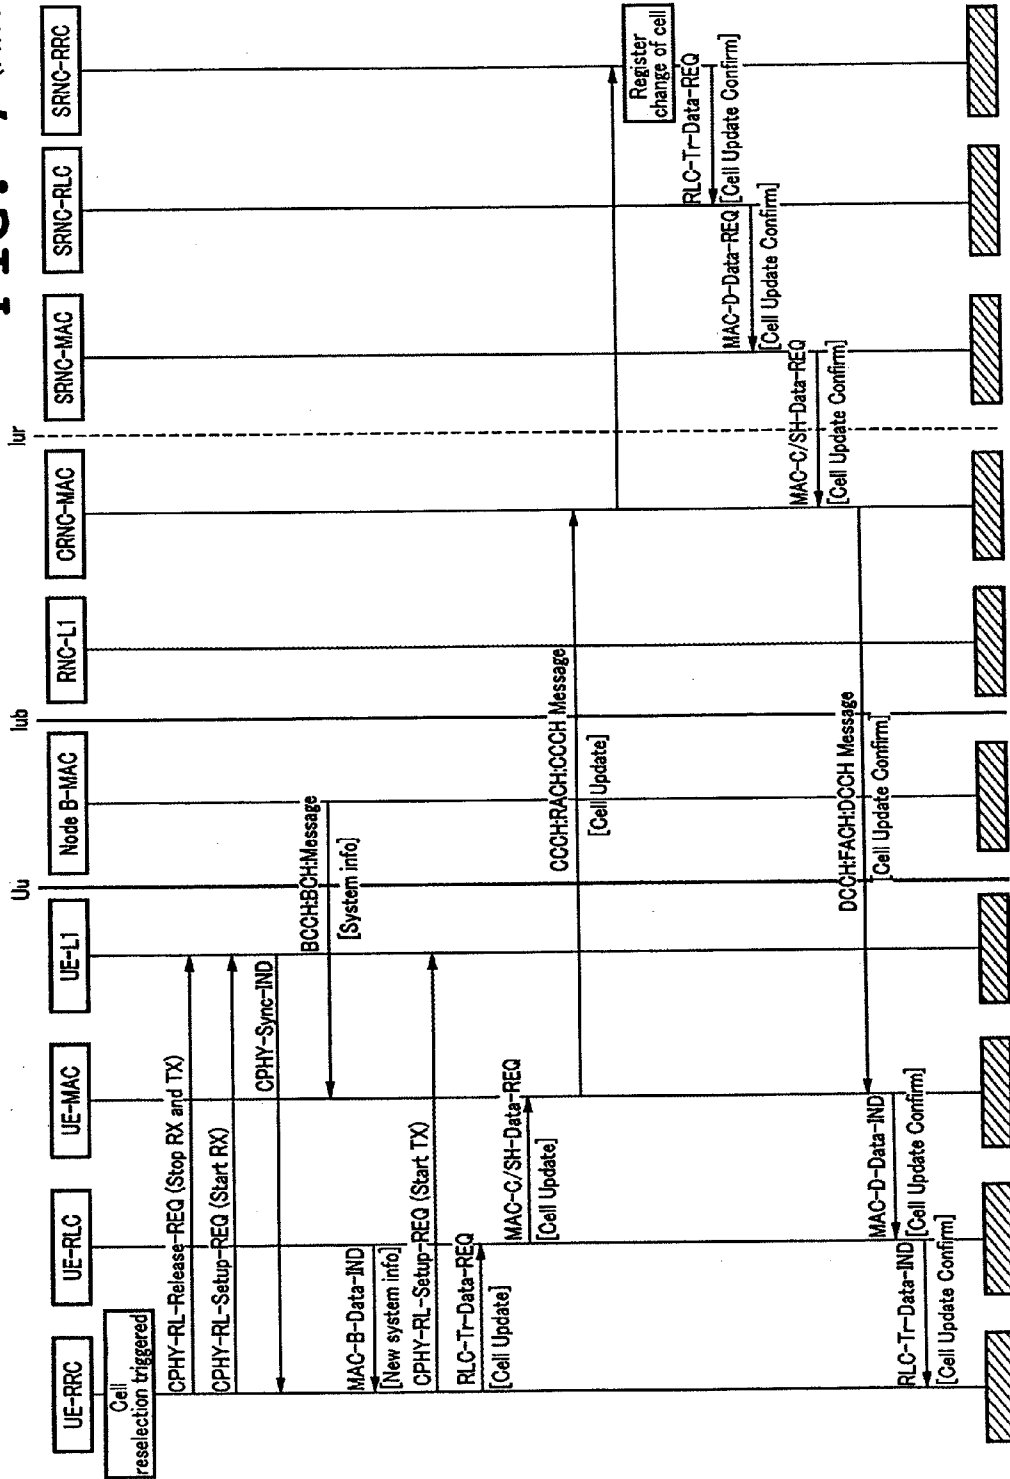 UE-RRC
UE-RLC
UE-MAC
UE-L1
Uu
Node B-MAC
Iub
RNC-L1
CRNC-MAC
Iur
SRNC-MAC
SRNC-RLC
SRNC-RRC
Cell
reselection triggered
CPHY-RL-Release-REQ (Stop RX and TX)
CPHY-RL-Setup-REQ (Start RX)
CPHY-Sync-IND
BCCH:BCH:Message
[System info]
MAC-B-Data-IND
[New system info]
CPHY-RL-Setup-REQ (Start TX)
RLC-Tr-Data-REQ
[Cell Update]
MAC-C/SH-Data-REQ
[Cell Update]
CCCH:RACH:CCCH Message
[Cell Update]
Register
change of cell
RLC-Tr-Data-REQ
[Cell Update Confirm]
MAC-D-Data-REQ
[Cell Update Confirm]
MAC-C/SH-Data-REQ
[Cell Update Confirm]
DCCH:FACH:DCCH Message
[Cell Update Confirm]
MAC-D-Data-IND
[Cell Update Confirm]
RLC-Tr-Data-IND
[Cell Update Confirm]